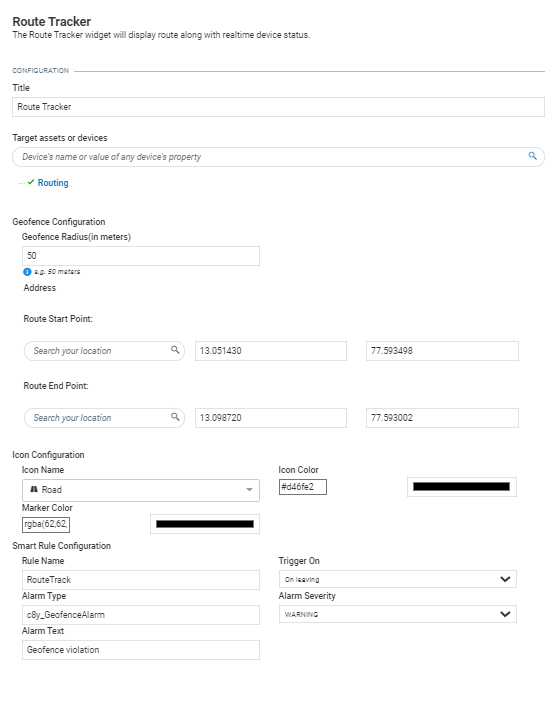 Route Tracker
The Route Tracker widget will display route along with realtime device status.
CONFIGURATION
Title
Route Tracker
Target assets or devices
Device's name or value of any device's property
Routing
Geofence Configuration
Geofence Radius(in meters)
50
e.g. 50 meters
Address
Route Start Point:
Search your location 13.051430 77.593498
Route End Point:
Search your location 13.098720 77.593002
Icon Configuration
Icon Name Icon Color
Road #d46fe2
Marker Color
rgba(62,62,
Smart Rule Configuration
Rule Name Trigger On
RouteTrack On leaving
Alarm Type Alarm Severity
c8y_GeofenceAlarm WARNING
Alarm Text
Geofence violation